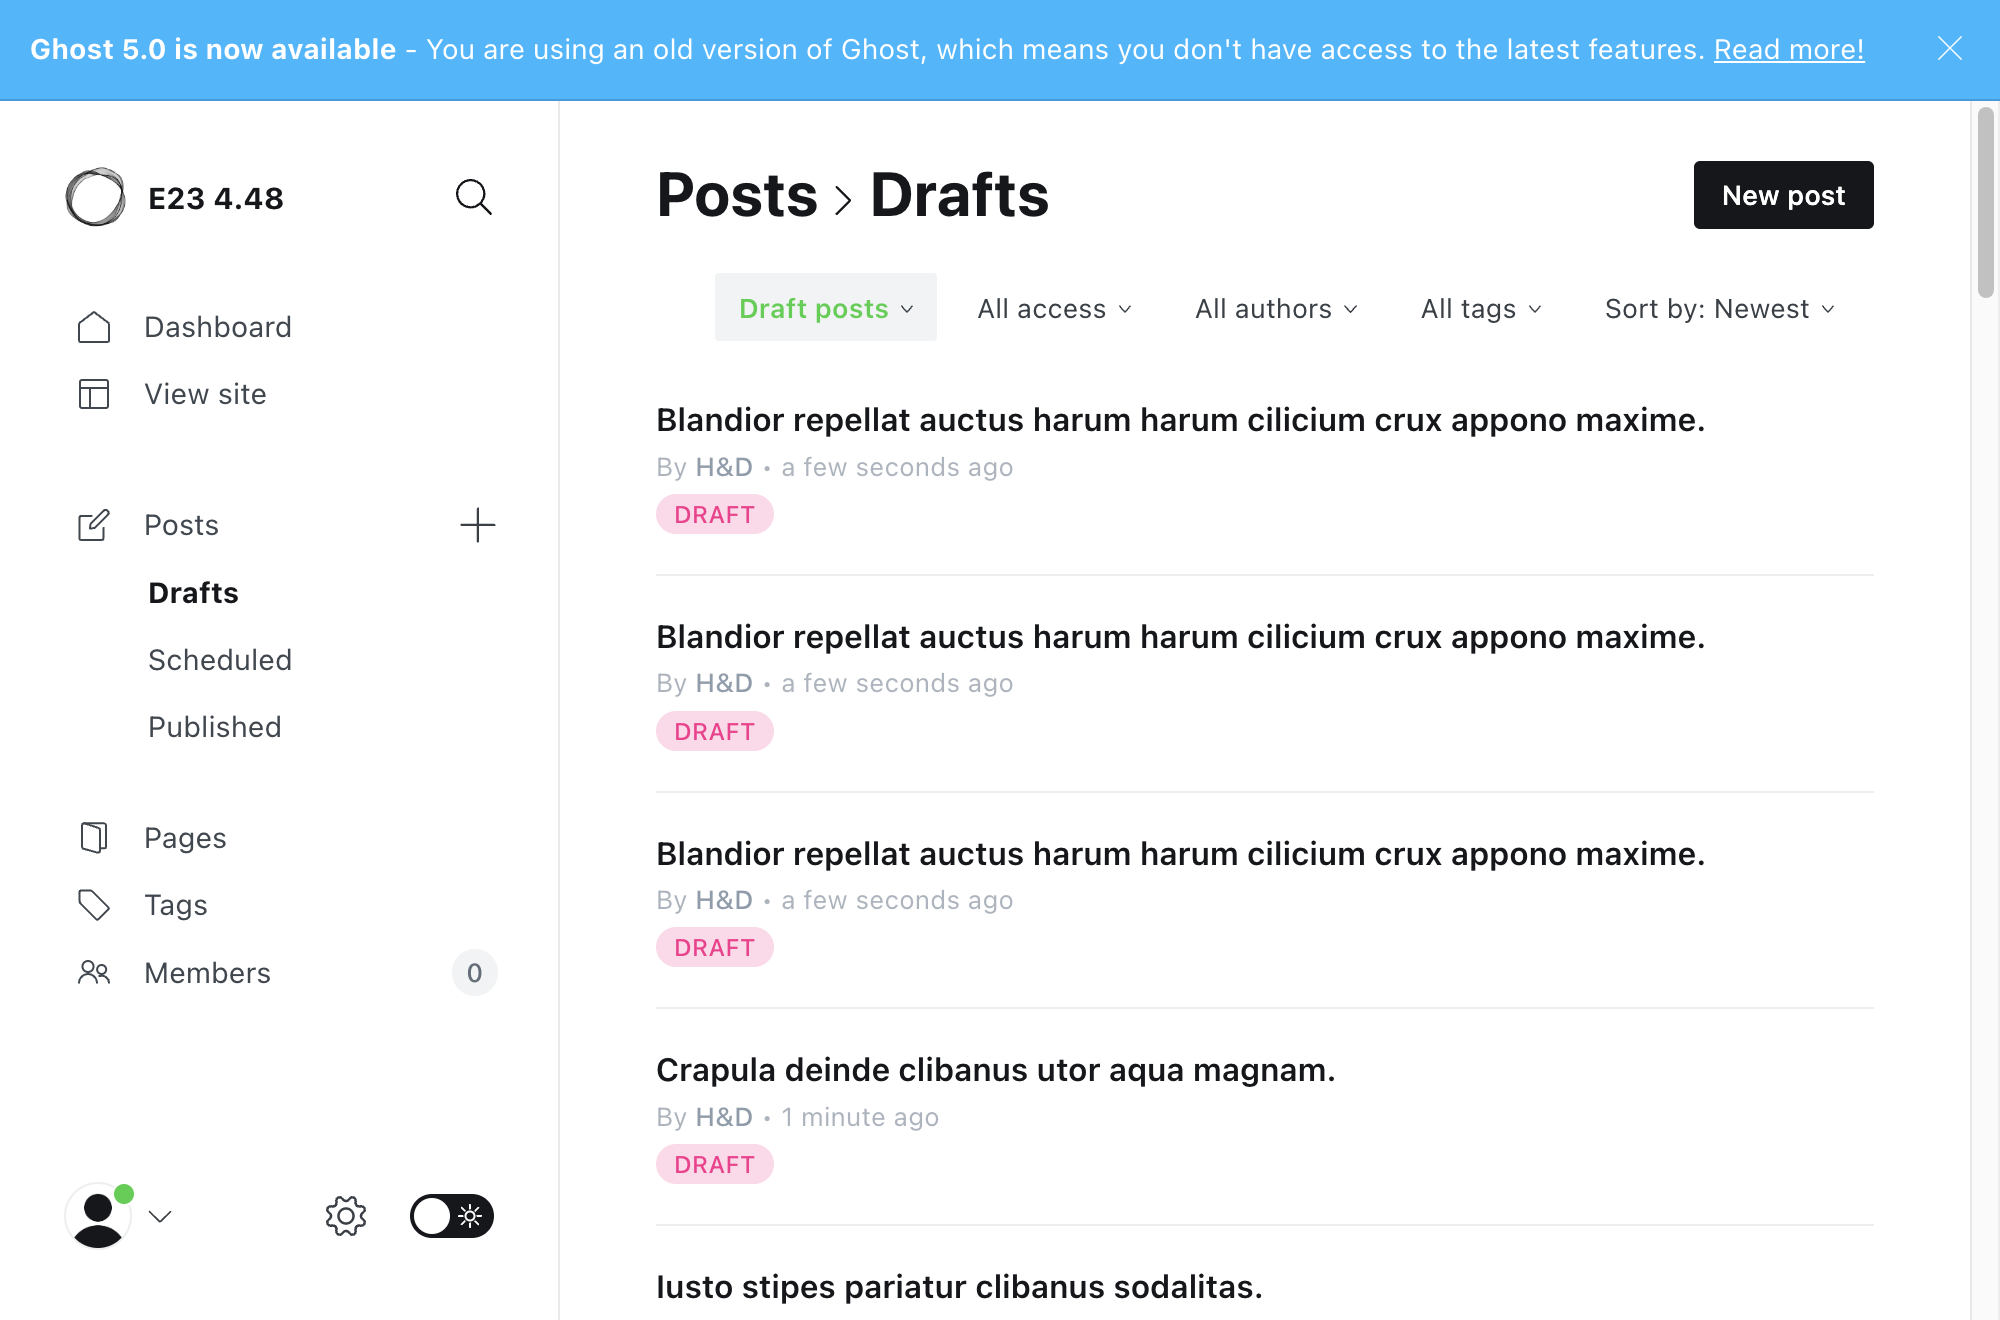 Ghost 5.0 is now available - You are using an old version of Ghost, which means you don't have access to the latest features. Read more!
E23 4.48
Dashboard
View site
Posts
Drafts
Scheduled
Published
Pages
Tags
Members 0
Posts > Drafts
New post
Draft posts All access All authors All tags Sort by: Newest
Blandior repellat auctus harum harum cilicium crux appono maxime.
By H&D • a few seconds ago
DRAFT
Blandior repellat auctus harum harum cilicium crux appono maxime.
By H&D • a few seconds ago
DRAFT
Blandior repellat auctus harum harum cilicium crux appono maxime.
By H&D • a few seconds ago
DRAFT
Crapula deinde clibanus utor aqua magnam.
By H&D • 1 minute ago
DRAFT
Iusto stipes pariatur clibanus sodalitas.